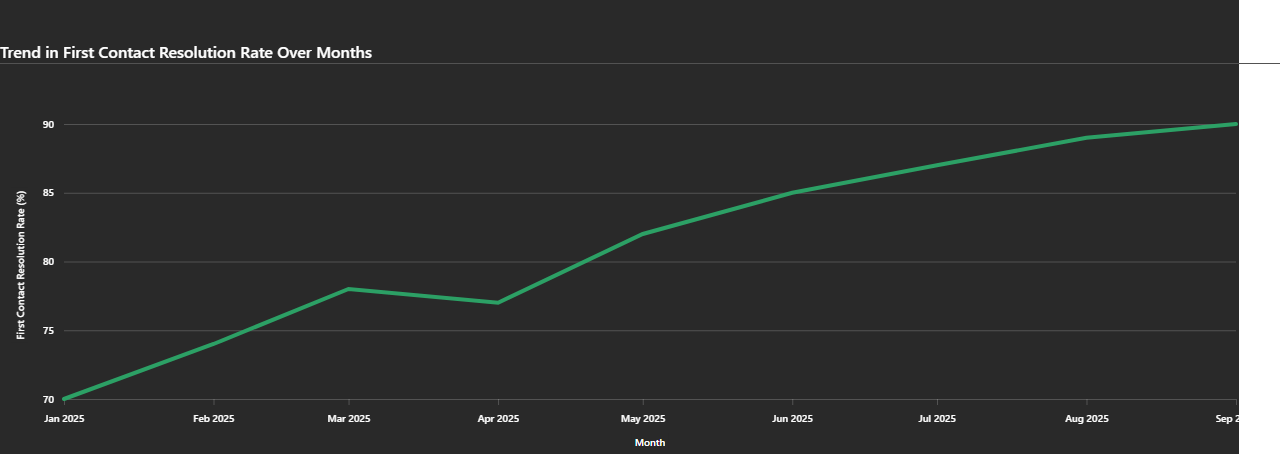 Trend in First Contact Resolution Rate Over Months
90
85
80
75
70
First Contact Resolution Rate (%)
Jan 2025 Feb 2025 Mar 2025 Apr 2025 May 2025 Jun 2025 Jul 2025 Aug 2025 Sep
Month